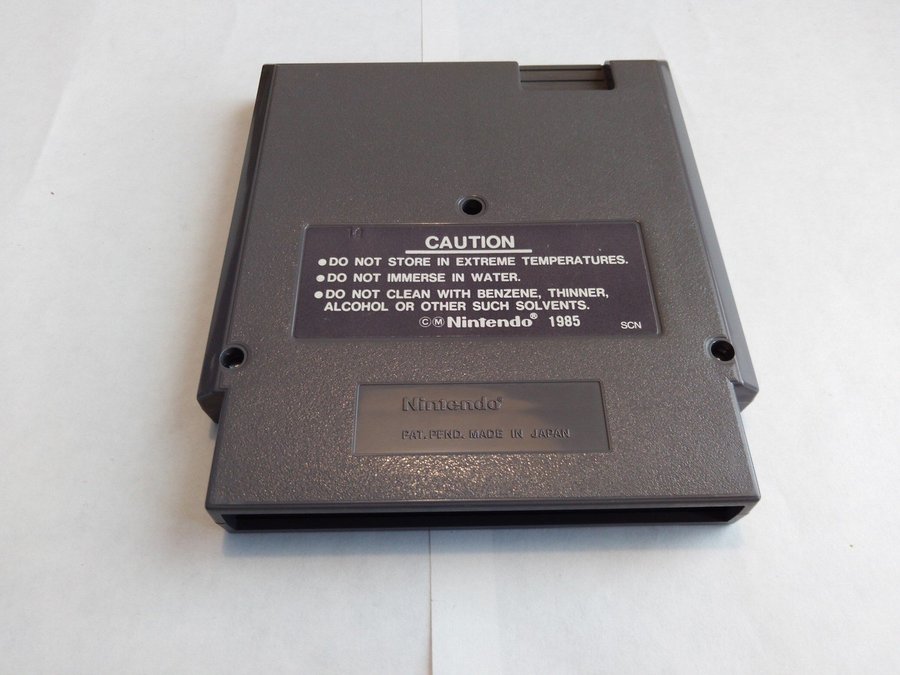 CAUTION
●DO NOT STORE IN EXTREME TEMPERATURES.
●DO NOT IMMERSE IN WATER.
●DO NOT CLEAN WITH BENZENE, THINNER,
ALCOHOL OR OTHER SUCH SOLVENTS.
©Ⓜ Nintendo® 1985
SCN
Nintendo®
PAT. PEND. MADE IN JAPAN